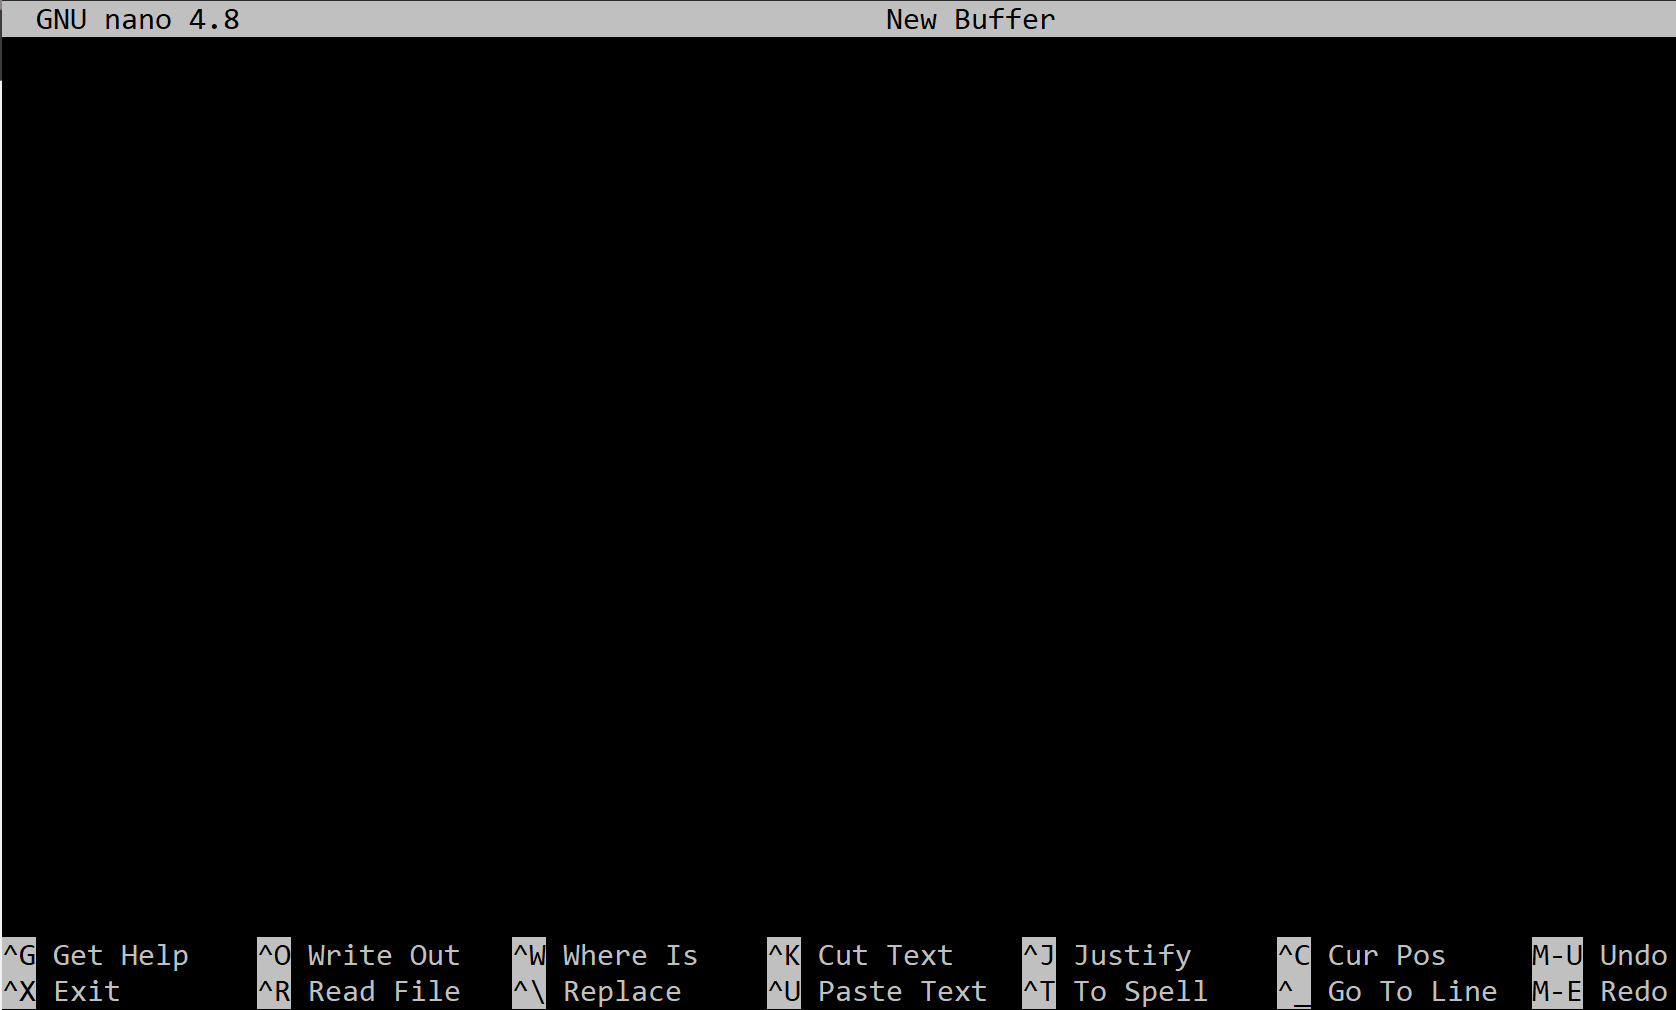 GNU nano 4.8 New Buffer
^G Get Help ^O Write Out ^W Where Is ^K Cut Text ^J Justify ^C Cur Pos M-U Undo
^X Exit ^R Read File ^\ Replace ^U Paste Text ^T To Spell ^_ Go To Line M-E Redo